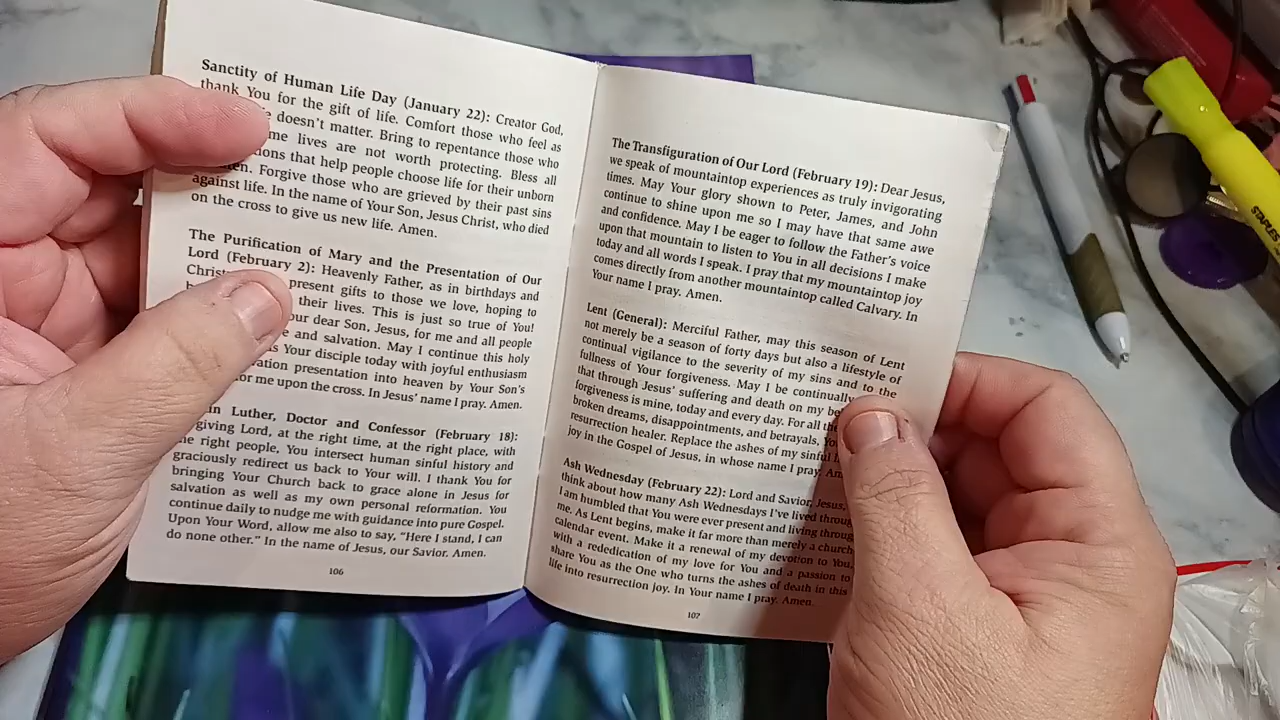 Sanctity of Human Life Day (January 22): Creator God,
thank You for the gift of life. Comfort those who feel as
doesn't matter. Bring to repentance those who
lives are not worth protecting. Bless all
that help people choose life for their unborn
Forgive those who are grieved by their past sins
against life. In the name of Your Son, Jesus Christ, who died
on the cross to give us new life. Amen.
The Purification of Mary and the Presentation of Our
Lord (February 2): Heavenly Father, as in birthdays and
present gifts to those we love, hoping to
their lives. This is just so true of You!
dear Son, Jesus, for me and all people
and salvation. May I continue this holy
Your disciple today with joyful enthusiasm
presentation into heaven by Your Son's
me upon the cross. In Jesus' name I pray. Amen.
Luther, Doctor and Confessor (February 18):
giving Lord, at the right time, at the right place, with
right people, You intersect human sinful history and
graciously redirect us back to Your will. I thank You for
bringing Your Church back to grace alone in Jesus for
salvation as well as my own personal reformation. You
continue daily to nudge me with guidance into pure Gospel.
Upon Your Word, allow me also to say, “Here I stand, I can
do none other.” In the name of Jesus, our Savior. Amen.
106
The Transfiguration of Our Lord (February 19): Dear Jesus,
we speak of mountaintop experiences as truly invigorating
times. May Your glory shown to Peter, James, and John
continue to shine upon me so I may have that same awe
and confidence. May I be eager to follow the Father's voice
upon that mountain to listen to You in all decisions I make
today and all words I speak. I pray that my mountaintop joy
comes directly from another mountaintop called Calvary. In
Your name I pray. Amen.
Lent (General): Merciful Father, may this season of Lent
not merely be a season of forty days but also a lifestyle of
continual vigilance to the severity of my sins and to the
fullness of Your forgiveness. May I be continually
that through Jesus' suffering and death on my
forgiveness is mine, today and every day. For all
broken dreams, disappointments, and betrayals,
resurrection healer. Replace the ashes of my sinful
joy in the Gospel of Jesus, in whose name I pray.
Ash Wednesday (February 22): Lord and Savior, Jesus,
think about how many Ash Wednesdays I've lived
I am humbled that You were ever present and living
me. As Lent begins, make it far more than merely a church
calendar event. Make it a renewal of my devotion to You,
with a rededication of my love for You and a passion to
share You as the One who turns the ashes of death in this
life into resurrection joy. In Your name I pray. Amen.
107
STAPLES